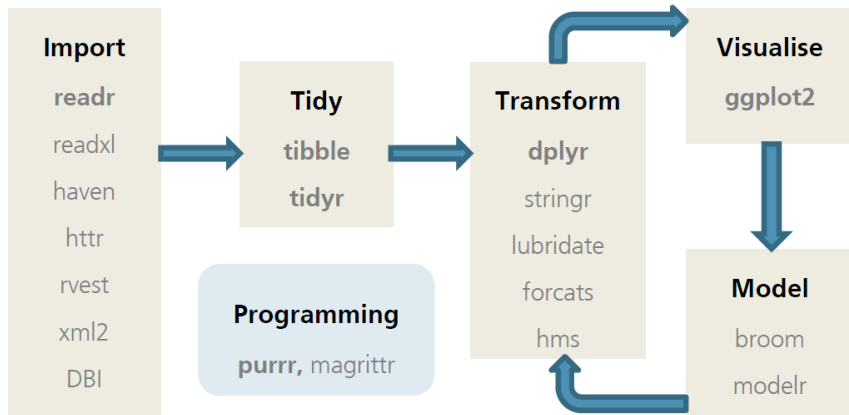 Import
readr
readxl
haven
httr
rvest
xml2
DBI
Tidy
tibble
tidyr
Programming
purrr, magrittr
Transform
dplyr
stringr
lubridate
forcats
hms
Visualise
ggplot2
Model
broom
modelr